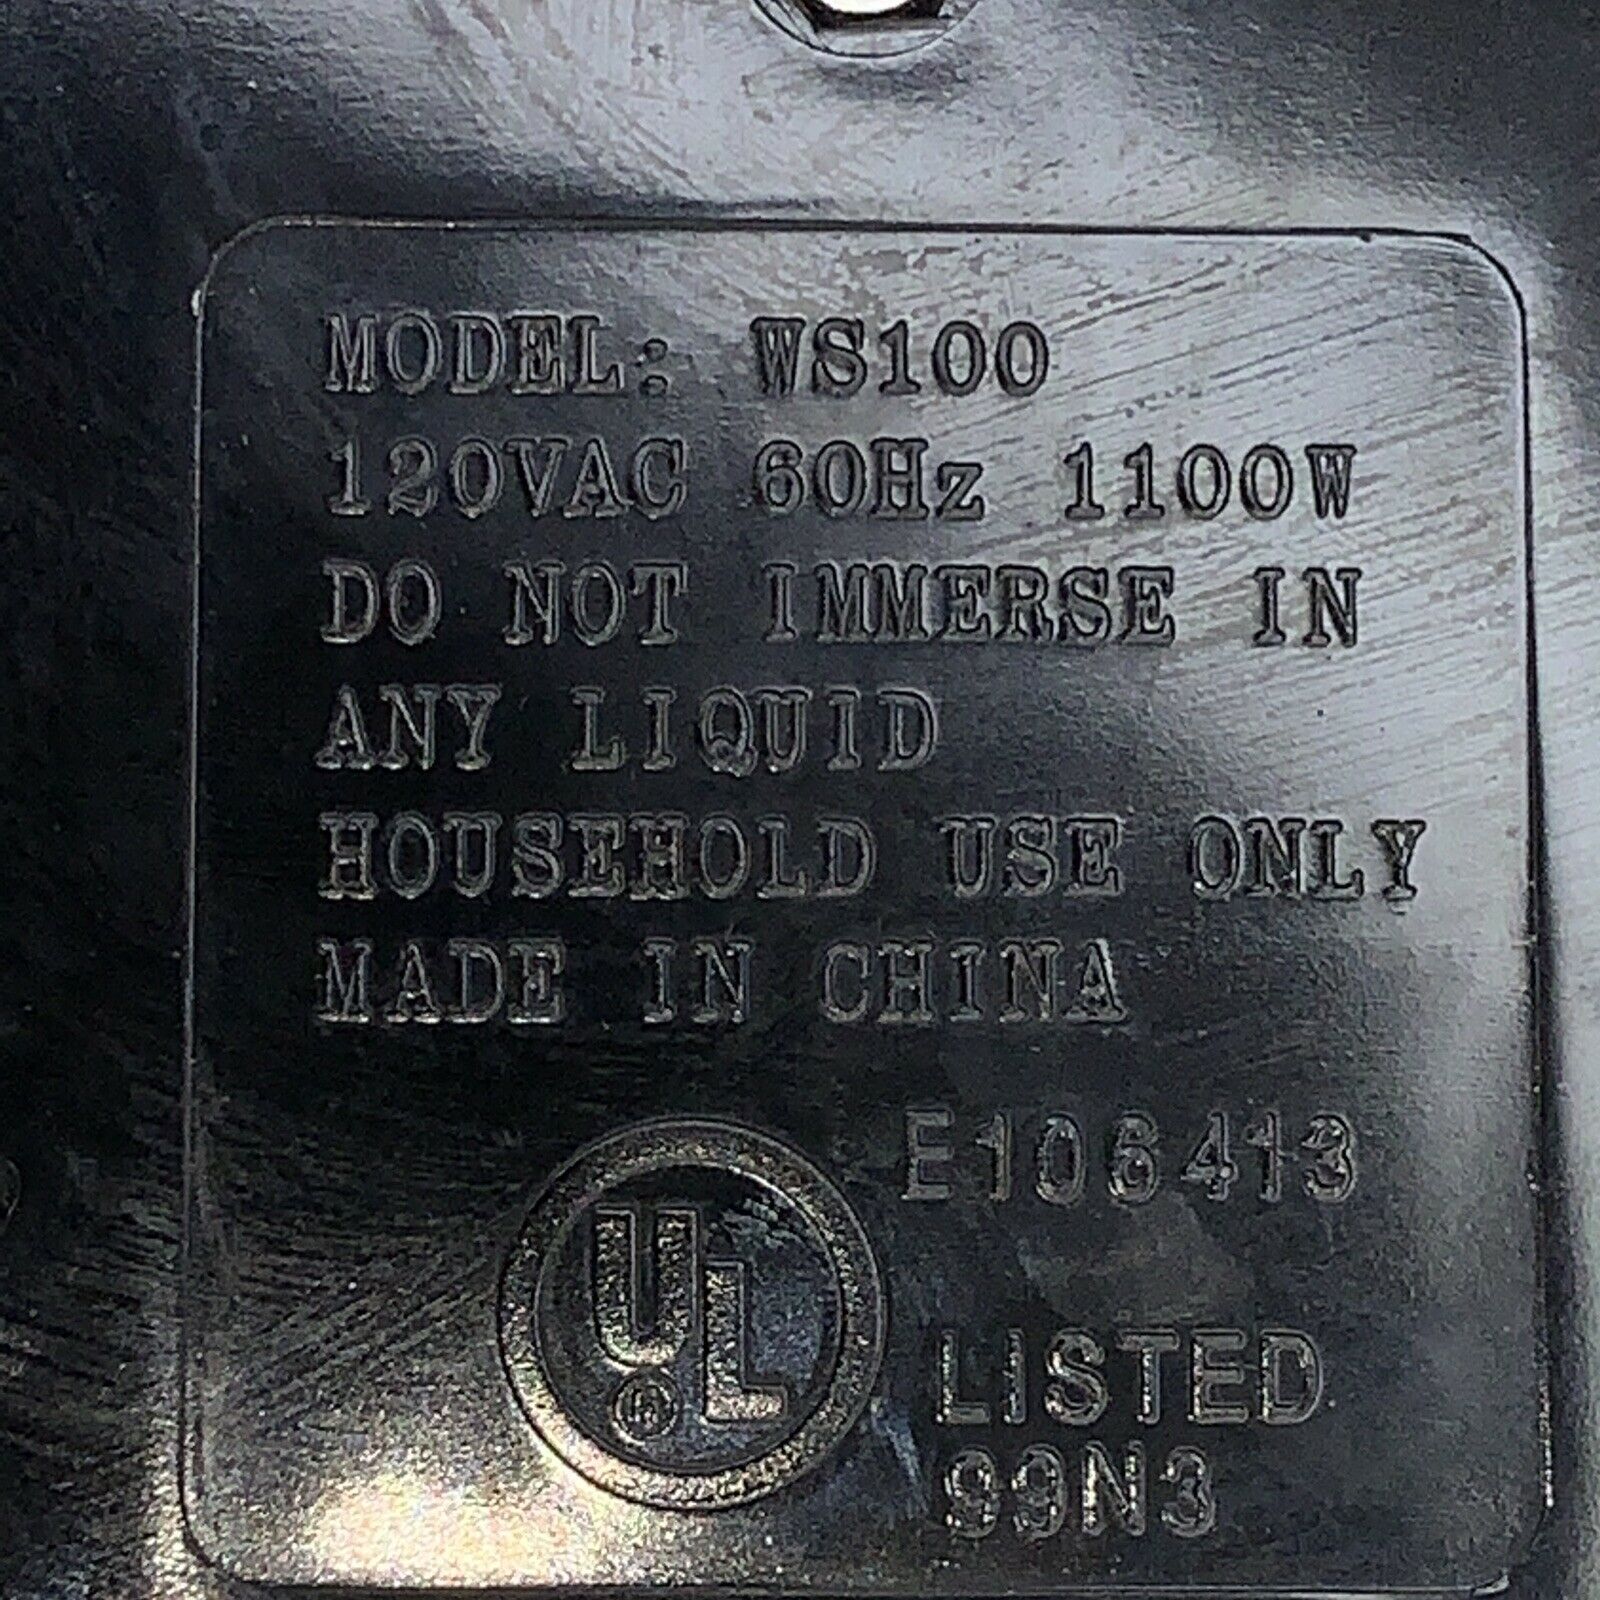 MODEL: WS100
120VAC 60Hz 1100W
DO NOT IMMERSE IN
ANY LIQUID
HOUSEHOLD USE ONLY
MADE IN CHINA
E106413
UL
®
LISTED
99N3